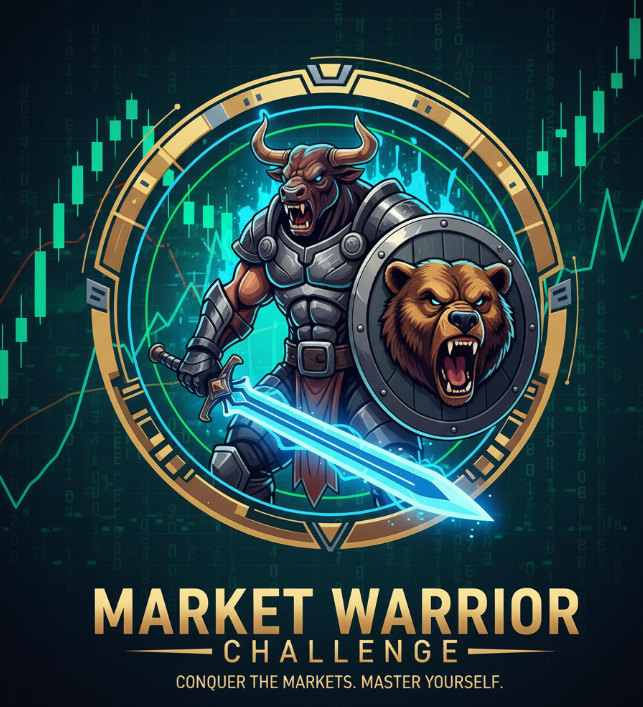 MARKET WARRIOR
CHALLENGE
CONQUER THE MARKETS. MASTER YOURSELF.